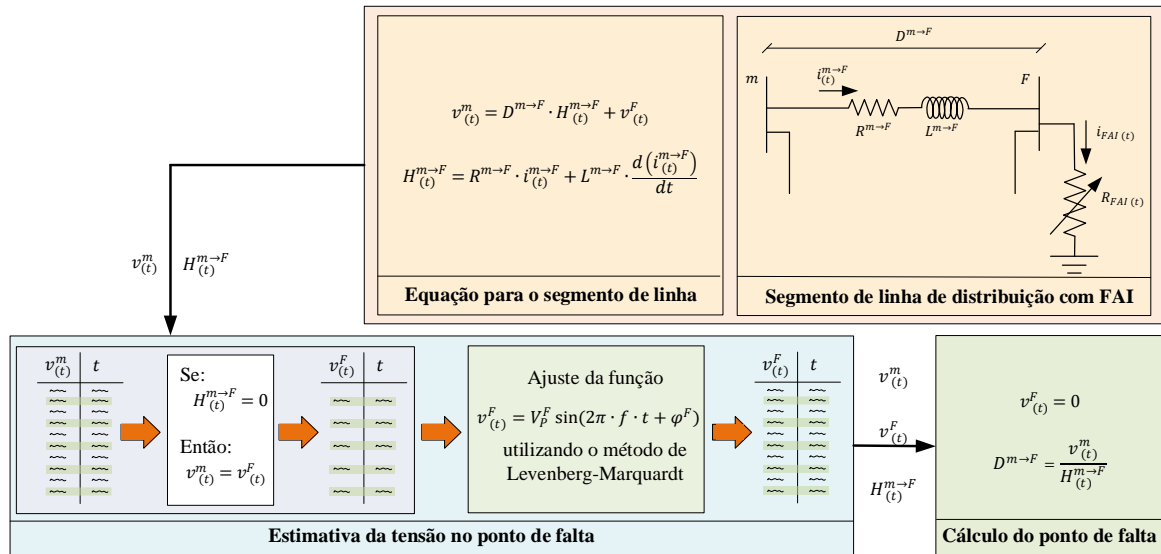 v^m_(t) = D^{m→F} · H^{m→F}_(t) + v^F_(t)
H^{m→F}_(t) = R^{m→F} · i^{m→F}_(t) + L^{m→F} · d(i^{m→F}_(t))/dt
Equação para o segmento de linha
D^{m→F}
m
i^{m→F}_(t)
F
R^{m→F}
L^{m→F}
i_{FAI (t)}
R_{FAI (t)}
Segmento de linha de distribuição com FAI
v^m_(t) H^{m→F}_(t)
v^m_(t) t
Se:
H^{m→F}_(t) = 0
Então:
v^m_(t) = v^F_(t)
v^F_(t) t
Ajuste da função
v^F_(t) = V^F_P sin(2π · f · t + φ^F)
utilizando o método de
Levenberg-Marquardt
v^F_(t) t
Estimativa da tensão no ponto de falta
v^m_(t)
v^F_(t)
H^{m→F}_(t)
v^F_(t) = 0
D^{m→F} = v^m_(t) / H^{m→F}_(t)
Cálculo do ponto de falta